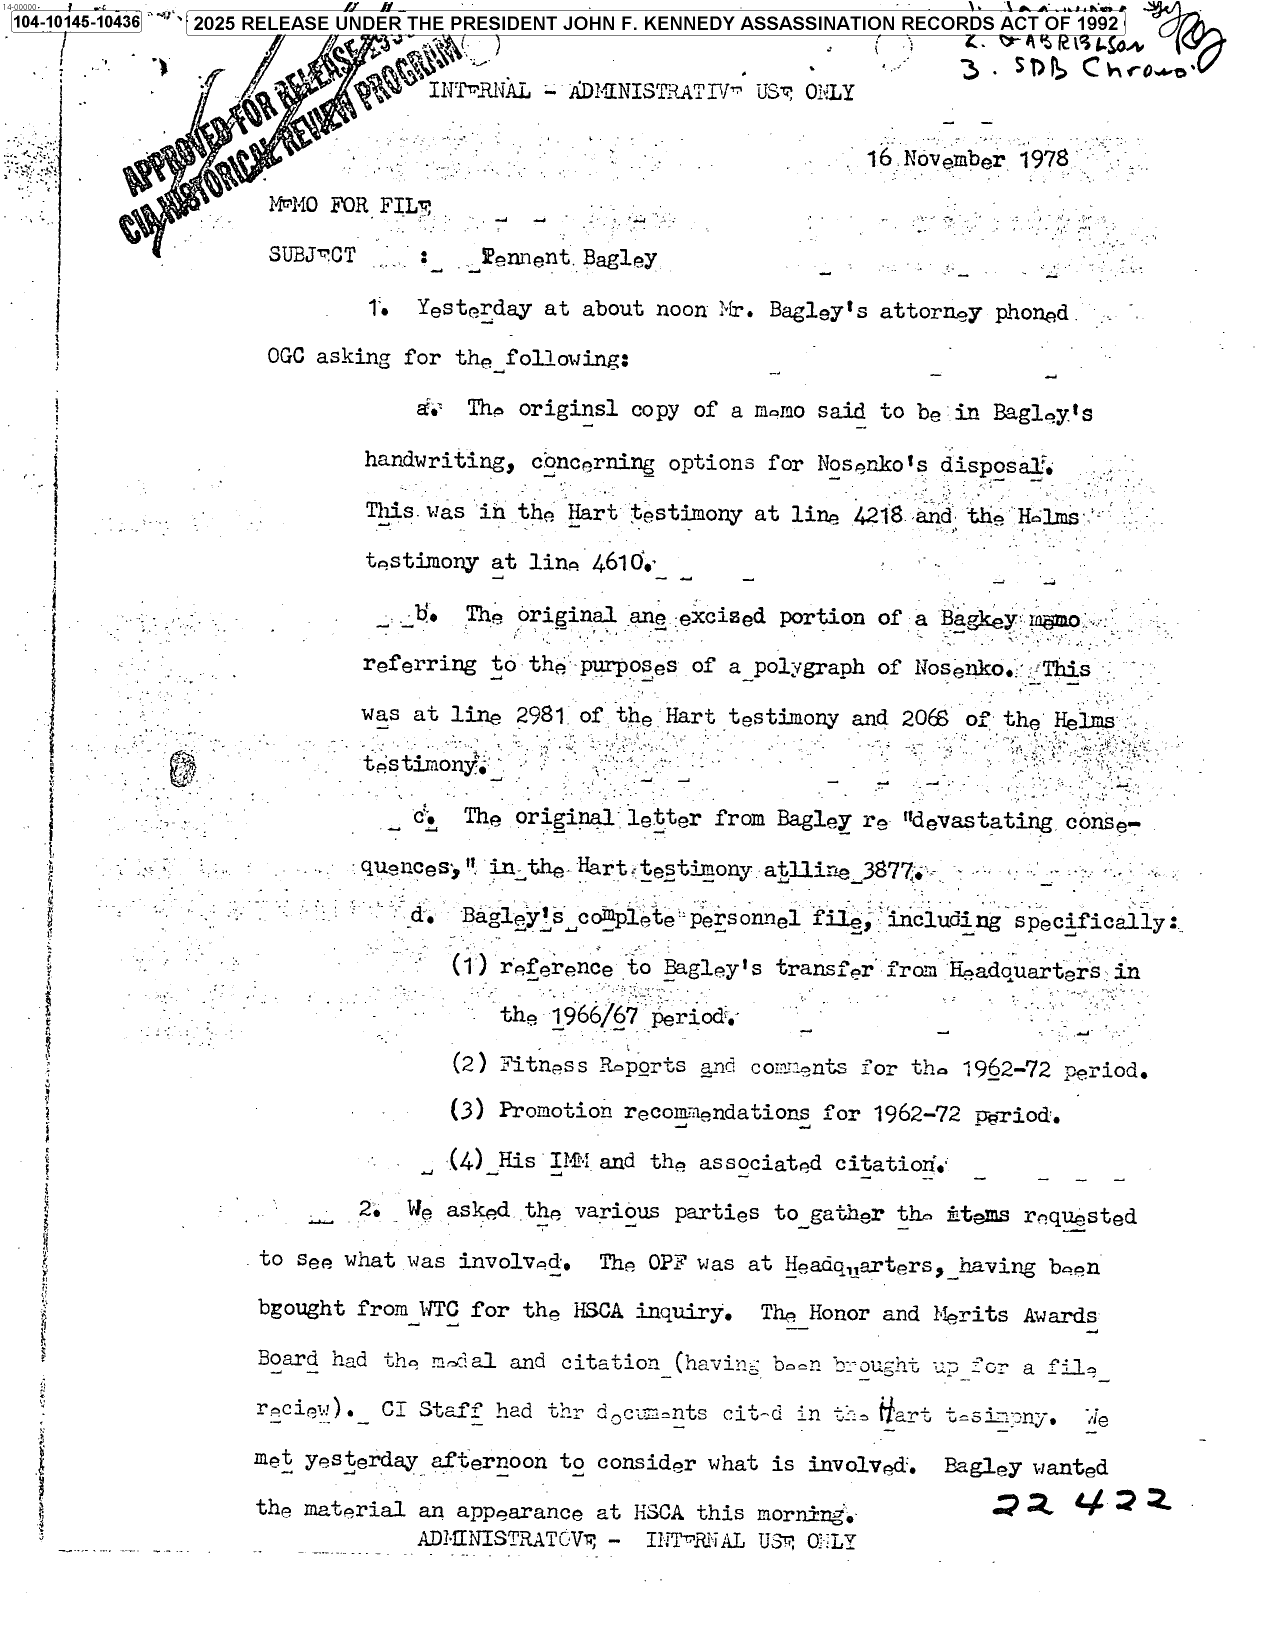 14-00000-
104-10145-10436
2025 RELEASE UNDER THE PRESIDENT JOHN F. KENNEDY ASSASSINATION RECORDS ACT OF 1992
2. GABRIELSON
3. SDB Chrono.
APPROVED FOR RELEASE
CIA HISTORICAL REVIEW PROGRAM
INTERNAL - ADMINISTRATIVE USE ONLY
16 November 1978
MEMO FOR FILE
SUBJECT : Pennent Bagley
1. Yesterday at about noon Mr. Bagley's attorney phoned
OGC asking for the following:
a. The originsl copy of a memo said to be in Bagley's
handwriting, concerning options for Nosenko's disposal.
This was in the Hart testimony at line 4218 and the Helms
testimony at line 4610.
b. The original ane excised portion of a Bagkey memo
referring to the purposes of a polygraph of Nosenko. This
was at line 2981 of the Hart testimony and 2068 of the Helms
testimony.
c. The original letter from Bagley re "devastating conse-
quences," in the Hart testimony atlline 3877.
d. Bagley's complete personnel file, including specifically:
(1) reference to Bagley's transfer from Headquarters in
the 1966/67 period.
(2) Fitness Reports and comments for the 1962-72 period.
(3) Promotion recommendations for 1962-72 period.
(4) His IMM and the associated citation.
2. We asked the various parties to gather the items requested
to see what was involved. The OPF was at Headquarters, having been
bgought from WTC for the HSCA inquiry. The Honor and Merits Awards
Board had the medal and citation (having been brought up for a file
reciew). CI Staff had thr documents cited in the Hart tesimony. We
met yesterday afternoon to consider what is involved. Bagley wanted
the material an appearance at HSCA this morning.
22422
ADMINISTRATOVE - INTERNAL USE ONLY